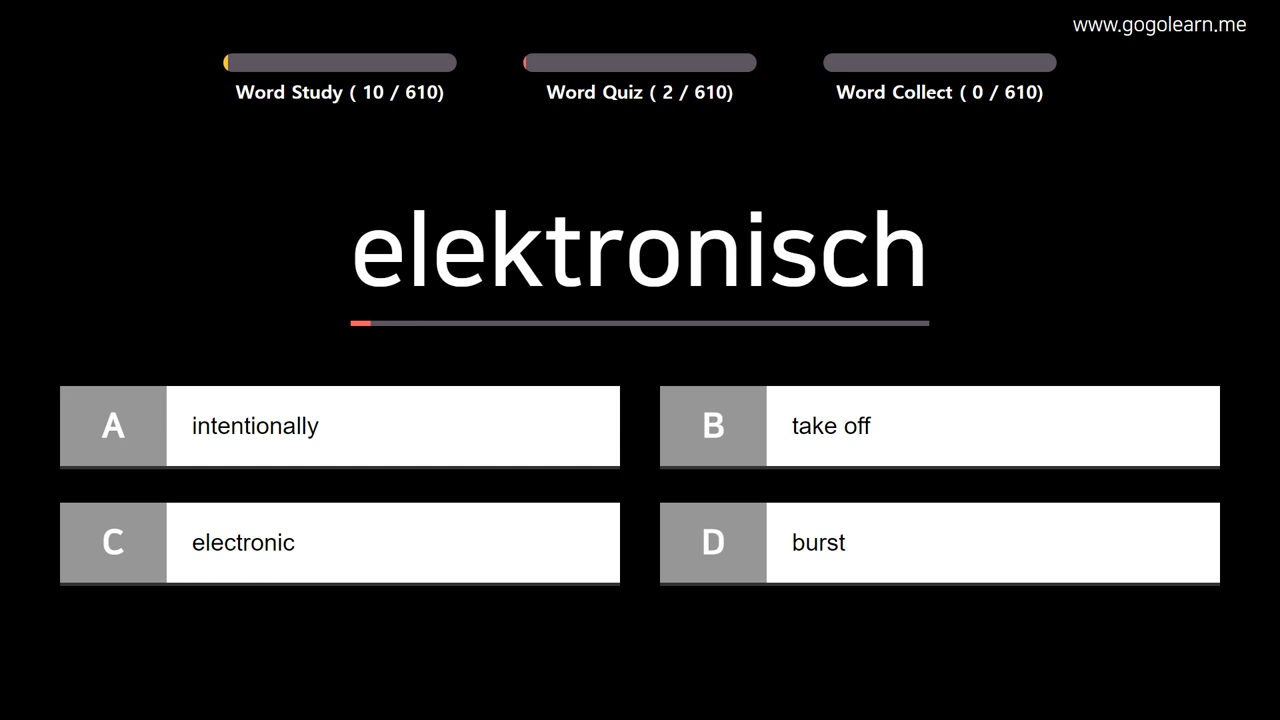 www.gogolearn.me
Word Study ( 10 / 610)
Word Quiz ( 2 / 610)
Word Collect ( 0 / 610)
elektronisch
A intentionally
B take off
C electronic
D burst